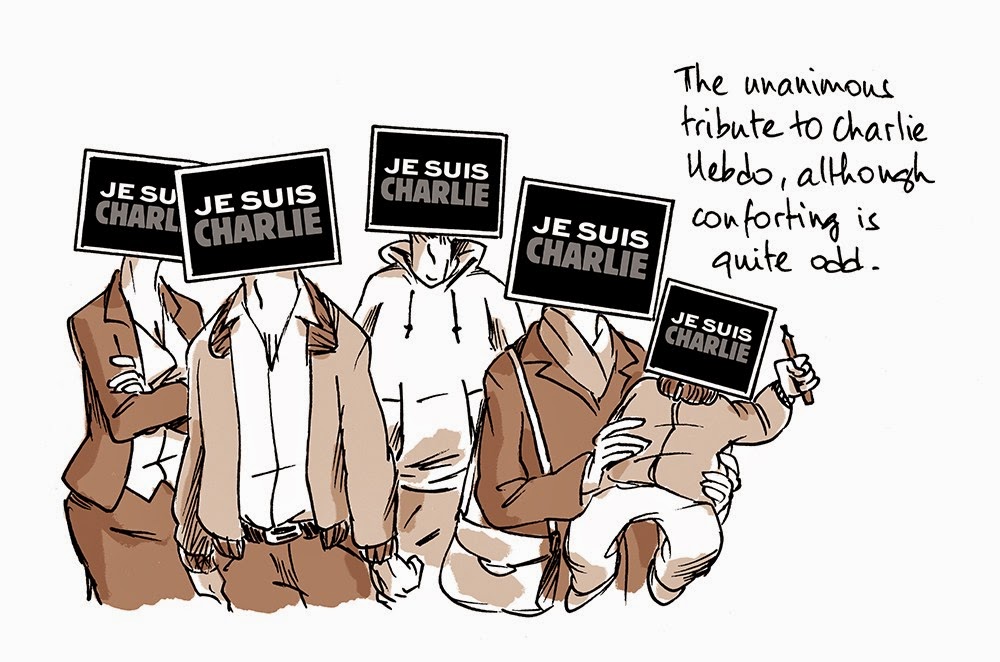 The unanimous
tribute to Charlie
Hebdo, although
conforting is
quite odd.
JE SU
CHARL
JE SUIS
CHARLIE
JE SUIS
CHARLIE
JE SUIS
CHARLIE
JE SUIS
CHARLIE